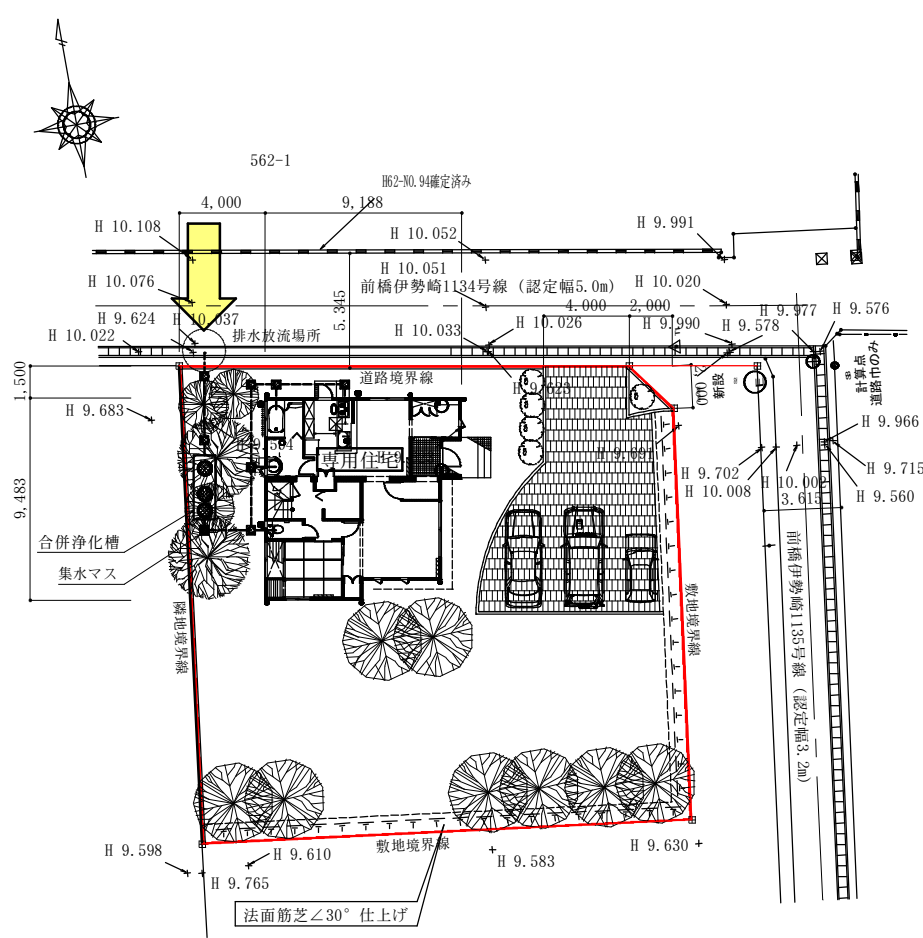 562-1
H62-NO.94確定済み
4,000
9,188
H 10.108
H 10.052
H 9.991
H 10.051
H 10.076
前橋伊勢崎1134号線（認定幅5.0m）
H 10.020
5.345
4,000
2,000
H 9.977
H 9.576
H 9.624
H 10.037
排水放流場所
H 10.022
H 10.033
H 10.026
H 9.990
H 9.578
計算点
道路巾のみ
1,500
道路境界線
H 9.623
新設
H 9.683
H 9.966
専用住宅
H 9.691
H 9.702
H 9.715
H 10.008
H 10.002
H 9.560
3.615
9,483
合併浄化槽
集水マス
前橋伊勢崎1135号線（認定幅3.2m）
隣地境界線
敷地境界線
敷地境界線
H 9.598
H 9.610
H 9.583
H 9.630
H 9.765
法面筋芝∠30°仕上げ